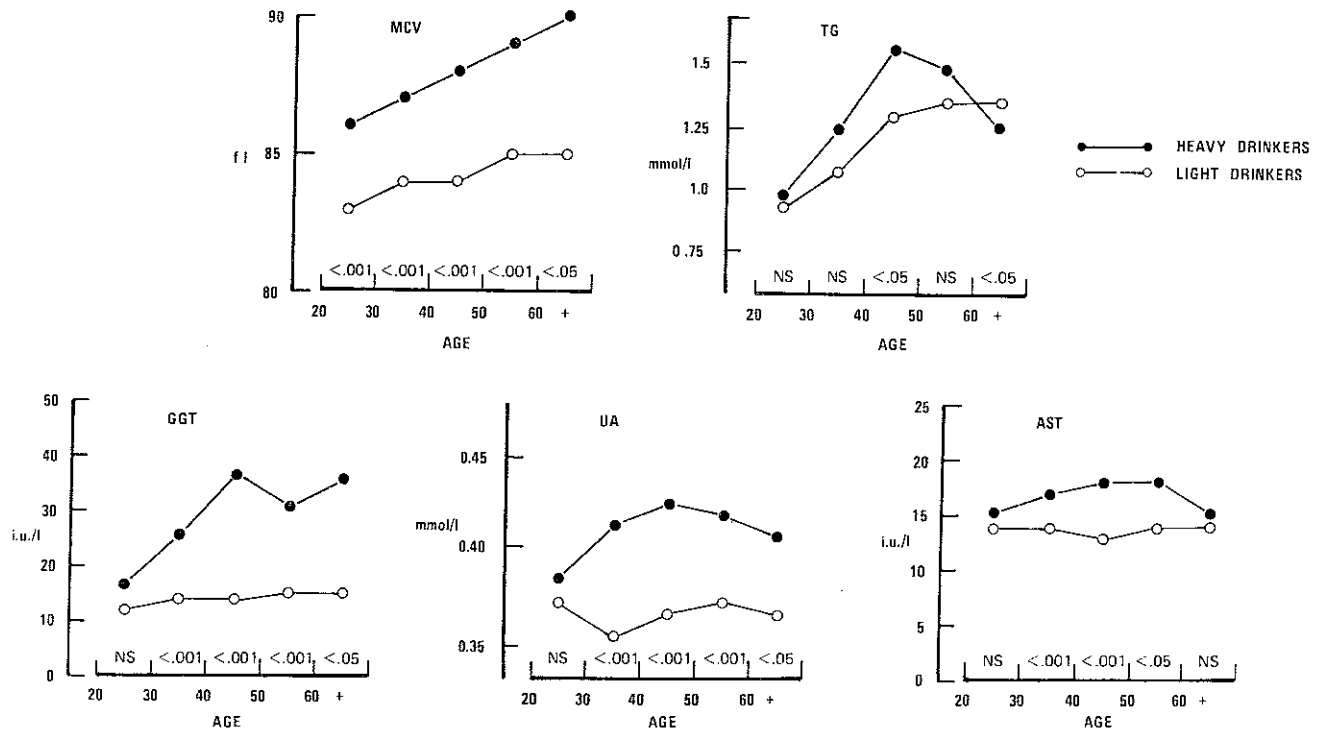 MCV
90
85
80
f l
<.001 <.001 <.001 <.001 <.05
20 30 40 50 60 +
AGE
TG
1.5
1.25
mmol/l
1.0
0.75
NS NS <.05 NS <.05
20 30 40 50 60 +
AGE
HEAVY DRINKERS
LIGHT DRINKERS
GGT
50
40
30
i.u./l
20
10
0
NS <.001 <.001 <.001 <.05
20 30 40 50 60 +
AGE
UA
0.45
mmol/l
0.40
0.35
NS <.001 <.001 <.001 <.05
20 30 40 50 60 +
AGE
AST
25
20
15
i.u./l
10
5
0
NS <.001 <.001 <.05 NS
20 30 40 50 60 +
AGE